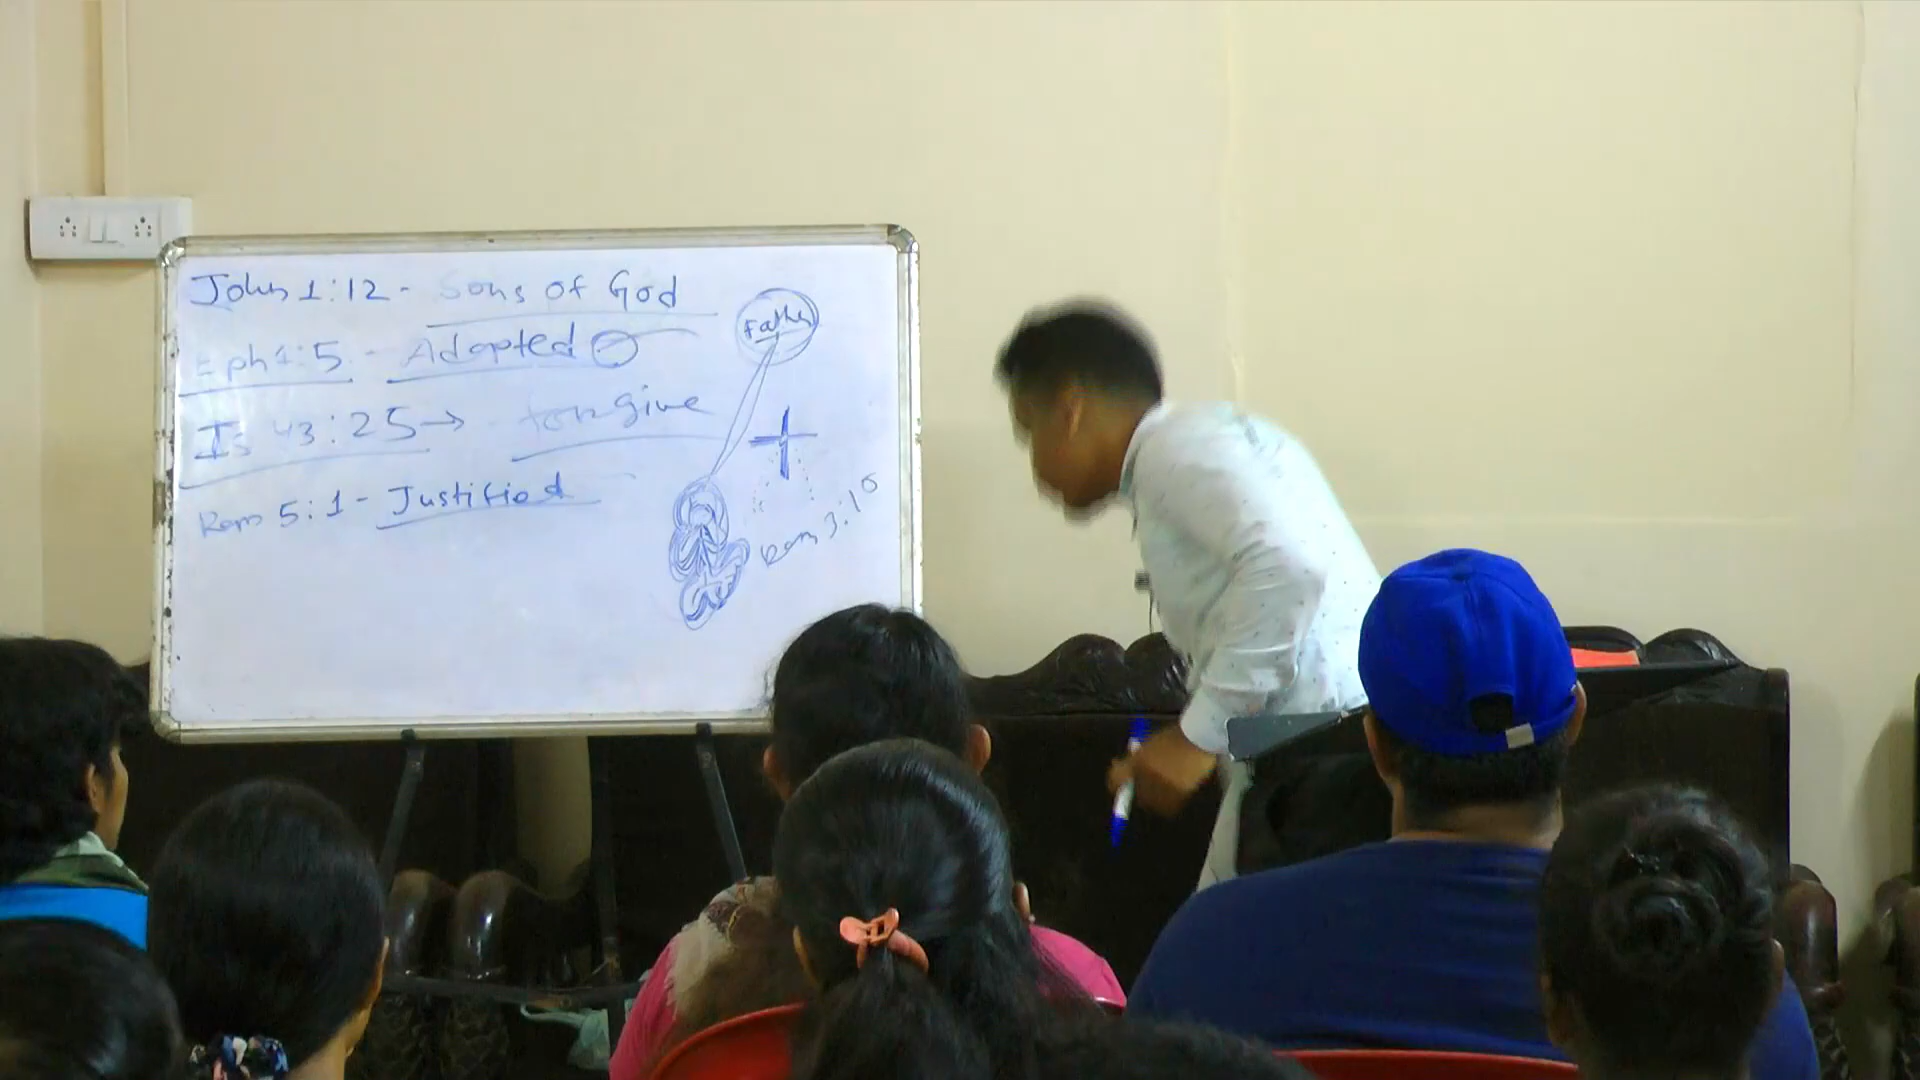 John 1:12 - Sons of God
Eph 1:5 - Adopted
Is 43:25 → forgive
Rom 5:1 - Justified
Father
Rom 3:10